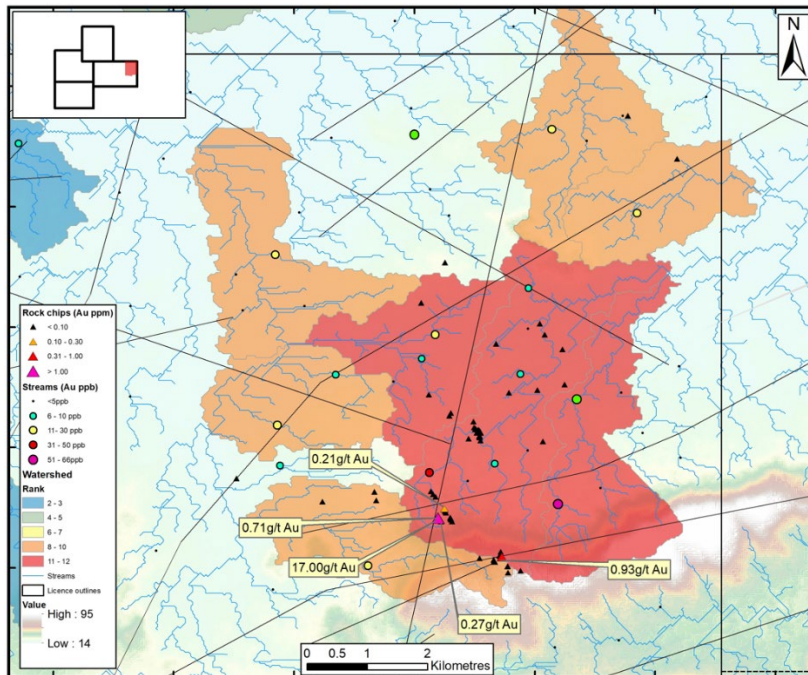 N
Rock chips (Au ppm)
< 0.10
0.10 - 0.30
0.31 - 1.00
> 1.00
Streams (Au ppb)
<5ppb
6 - 10 ppb
11- 30 ppb
31 - 50 ppb
51 - 66ppb
Watershed
Rank
2 - 3
4 - 5
6 - 7
8 - 10
11 - 12
Streams
Licence outlines
Value
High : 95
Low : 14
0.21g/t Au
0.71g/t Au
17.00g/t Au
0.93g/t Au
0.27g/t Au
0 0.5 1 2
Kilometres